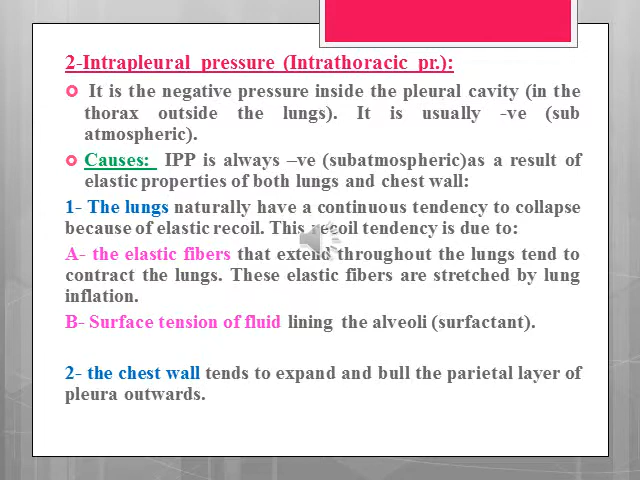 2-Intrapleural pressure (Intrathoracic pr.):
It is the negative pressure inside the pleural cavity (in the
thorax outside the lungs). It is usually -ve (sub
atmospheric).
Causes: IPP is always –ve (subatmospheric)as a result of
elastic properties of both lungs and chest wall:
1- The lungs naturally have a continuous tendency to collapse
because of elastic recoil. This recoil tendency is due to:
A- the elastic fibers that extend throughout the lungs tend to
contract the lungs. These elastic fibers are stretched by lung
inflation.
B- Surface tension of fluid lining the alveoli (surfactant).
2- the chest wall tends to expand and bull the parietal layer of
pleura outwards.